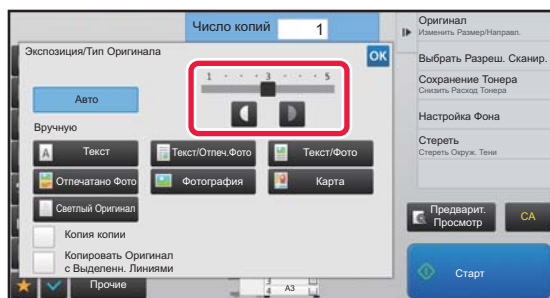 Число копий 1
Экспозиция/Тип Оригинала
OK
1 3 5
Авто
Вручную
A Текст
Текст/Отпеч.Фото
Текст/Фото
Отпечатано Фото
Фотография
Карта
Светлый Оригинал
Копия копии
Копировать Оригинал
с Выделенн. Линиями
Прочие
3
4 A3
Оригинал
Изменить Размер/Направл.
Выбрать Разреш. Сканир.
Сохранение Тонера
Снизить Расход Тонера
Настройка Фона
Стереть
Стереть Окруж. Тени
Предварит.
Просмотр
CA
Старт